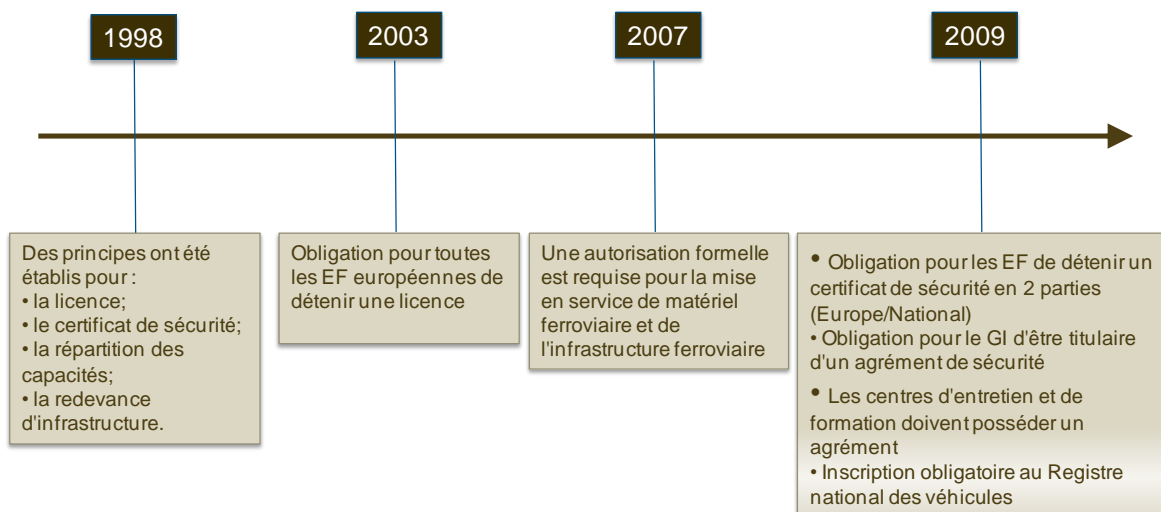 1998
2003
2007
2009
Des principes ont été
établis pour :
• la licence;
• le certificat de sécurité;
• la répartition des
capacités;
• la redevance
d'infrastructure.
Obligation pour toutes
les EF européennes de
détenir une licence
Une autorisation formelle
est requise pour la mise
en service de matériel
ferroviaire et de
l'infrastructure ferroviaire
• Obligation pour les EF de détenir un
certificat de sécurité en 2 parties
(Europe/National)
• Obligation pour le GI d'être titulaire
d'un agrément de sécurité
• Les centres d'entretien et de
formation doivent posséder un
agrément
• Inscription obligatoire au Registre
national des véhicules